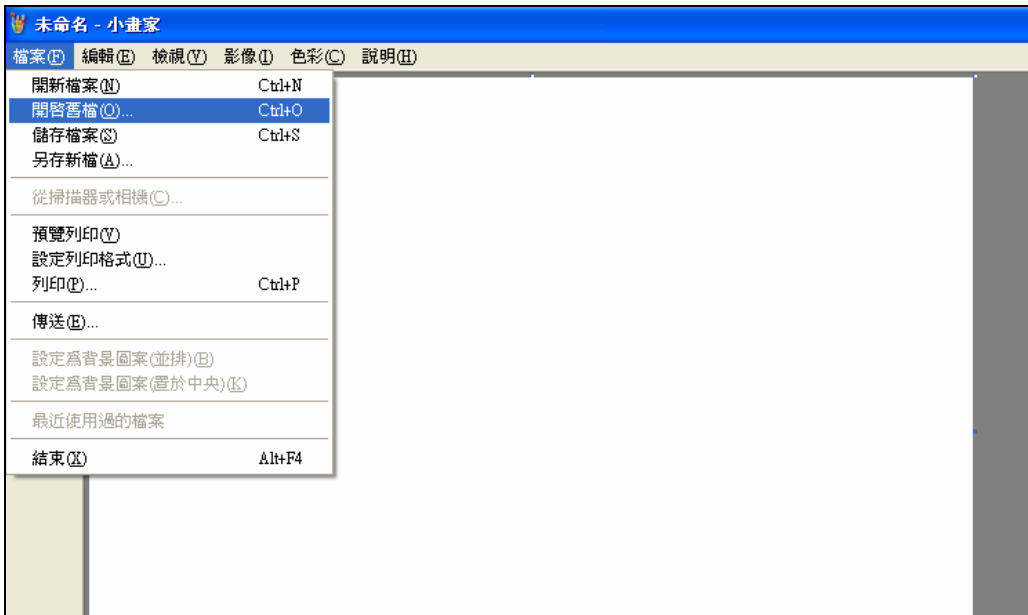 未命名 - 小畫家
檔案(F) 編輯(E) 檢視(V) 影像(I) 色彩(C) 說明(H)
開新檔案(N) Ctrl+N
開啓舊檔(O)... Ctrl+O
儲存檔案(S) Ctrl+S
另存新檔(A)...
從掃描器或相機(C)...
預覽列印(V)
設定列印格式(U)...
列印(P)... Ctrl+P
傳送(E)...
設定爲背景圖案(並排)(B)
設定爲背景圖案(置於中央)(K)
最近使用過的檔案
結束(X) Alt+F4